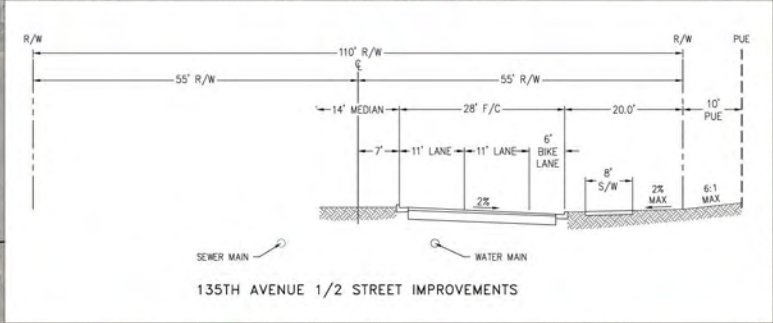 R/W R/W PUE
110' R/W
℄
55' R/W 55' R/W
14' MEDIAN 28' F/C 20.0' 10'
PUE
7' 11' LANE 11' LANE 6'
BIKE
LANE
8'
S/W
2%
2%
MAX
6:1
MAX
SEWER MAIN WATER MAIN
135TH AVENUE 1/2 STREET IMPROVEMENTS